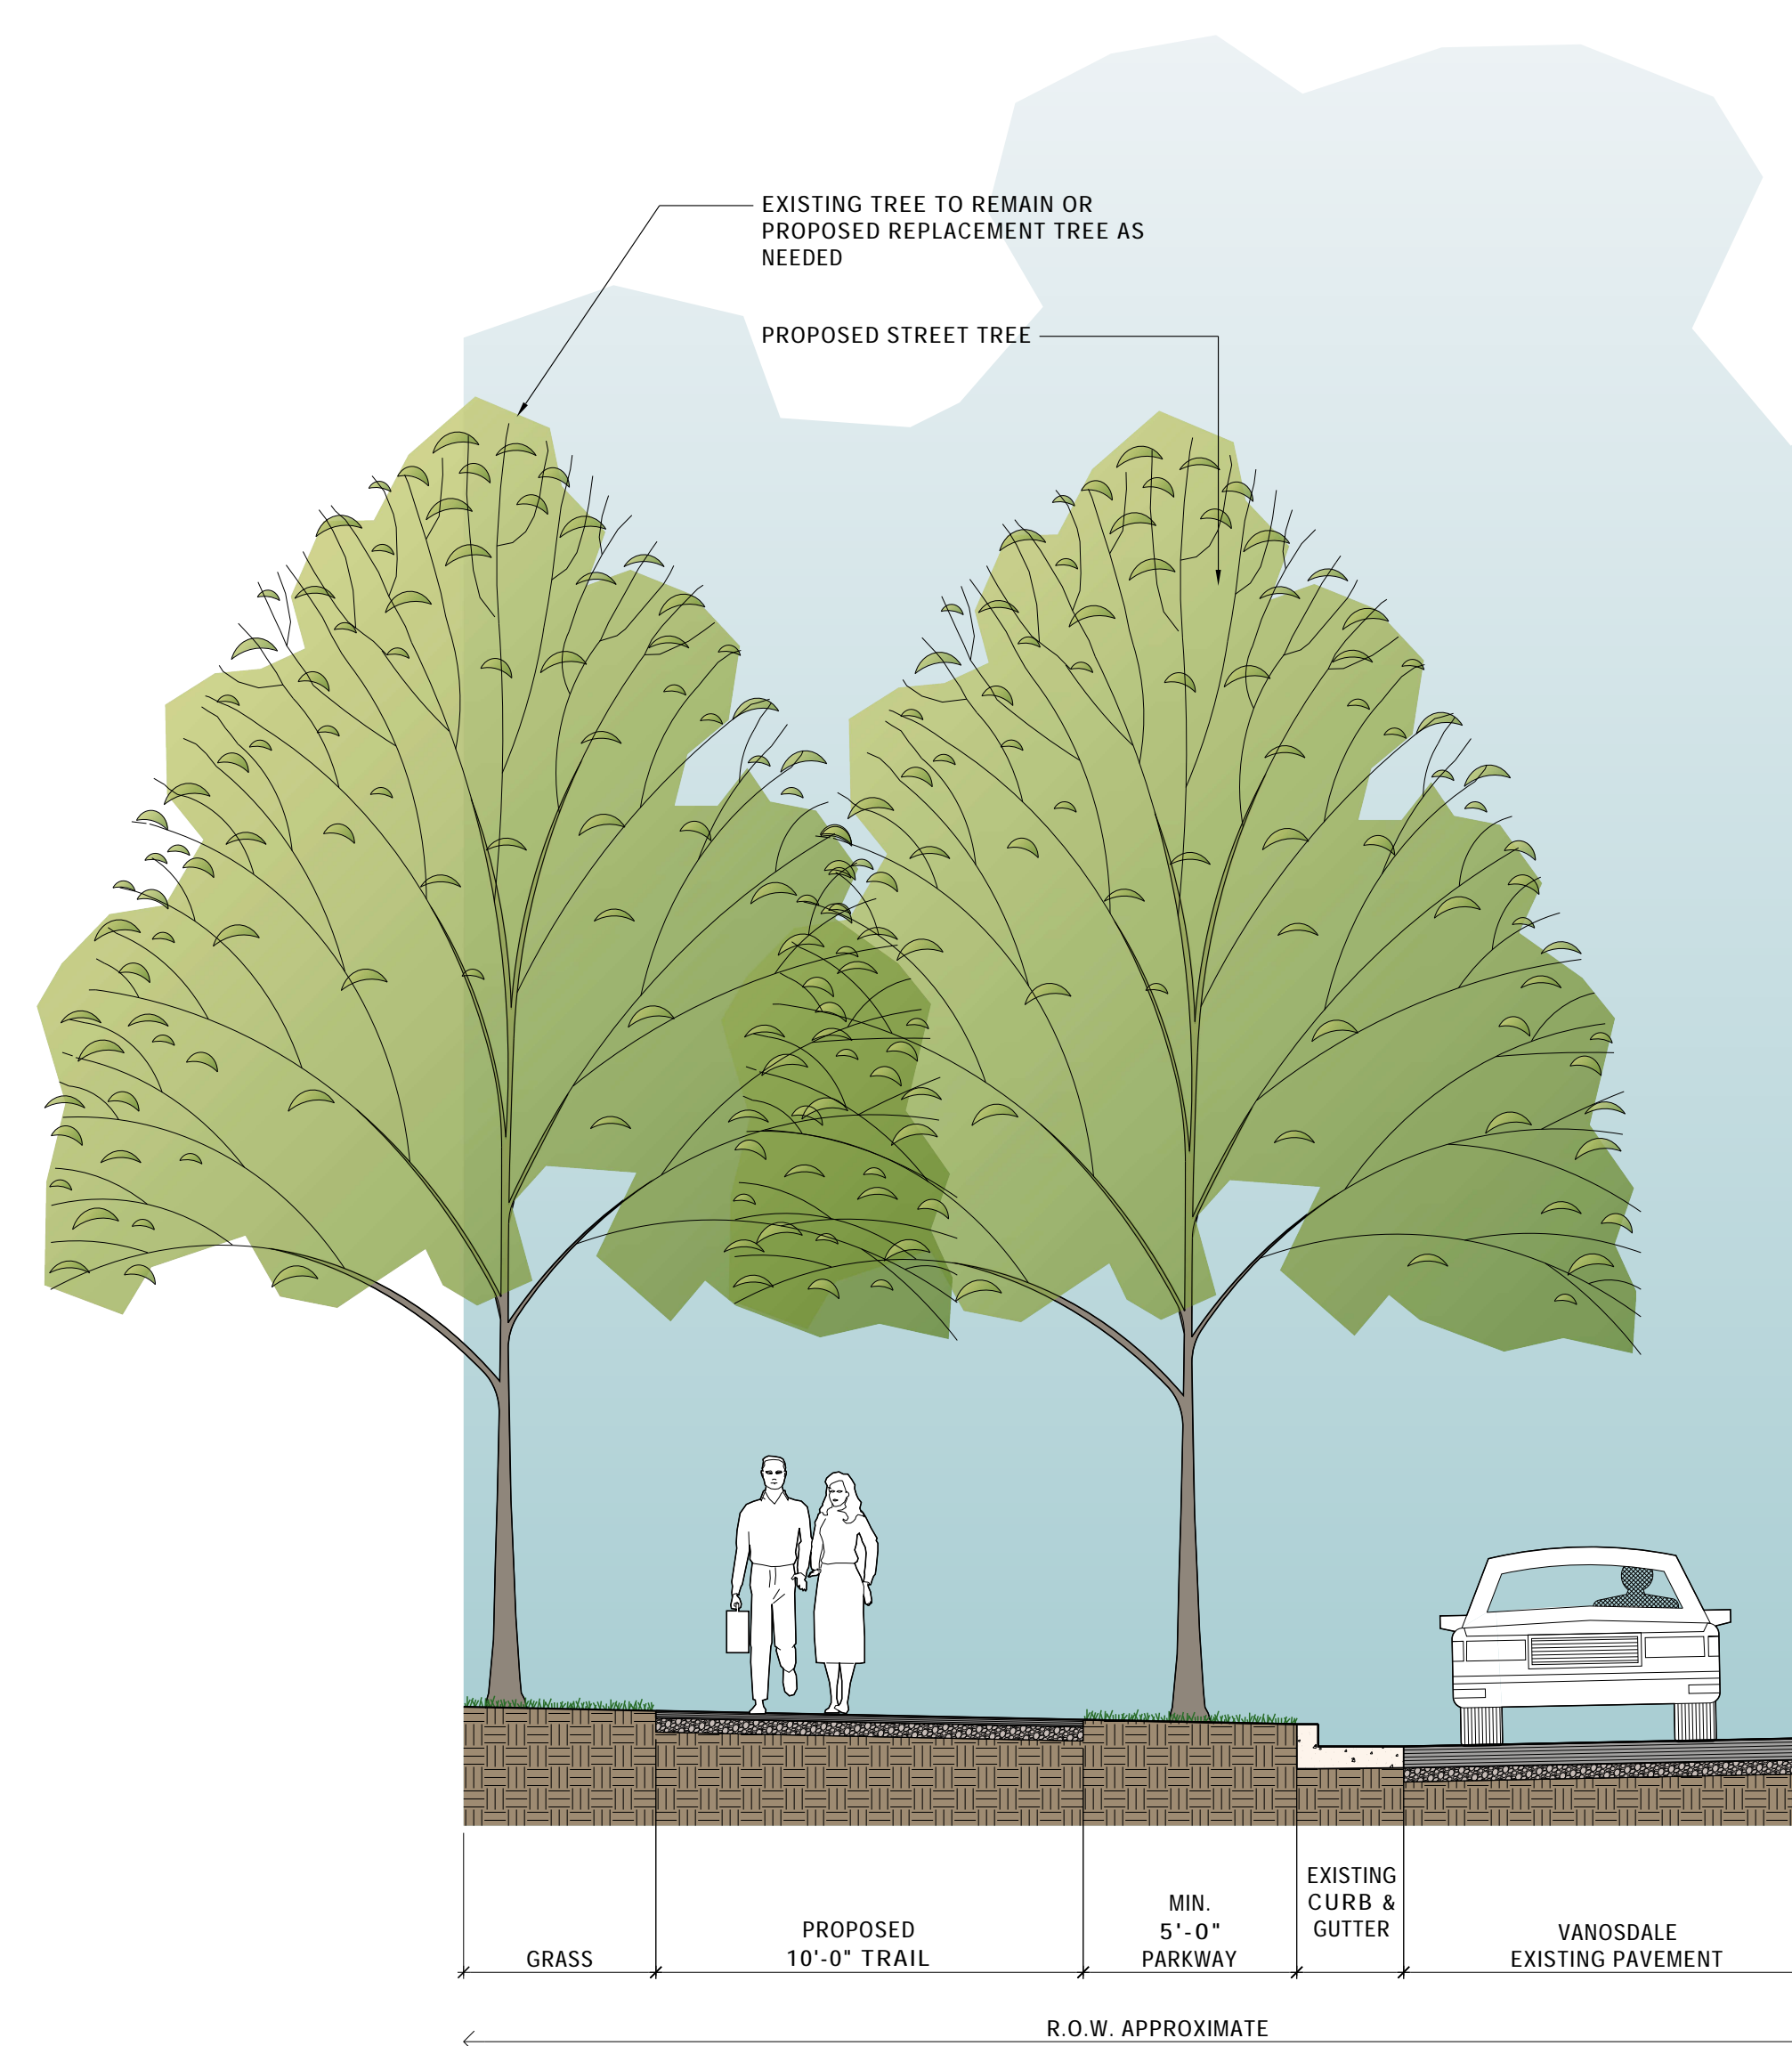 EXISTING TREE TO REMAIN OR
PROPOSED REPLACEMENT TREE AS
NEEDED
PROPOSED STREET TREE
GRASS
PROPOSED
10'-0" TRAIL
MIN.
5'-0"
PARKWAY
EXISTING
CURB &
GUTTER
VANOSDALE
EXISTING PAVEMENT
R.O.W. APPROXIMATE